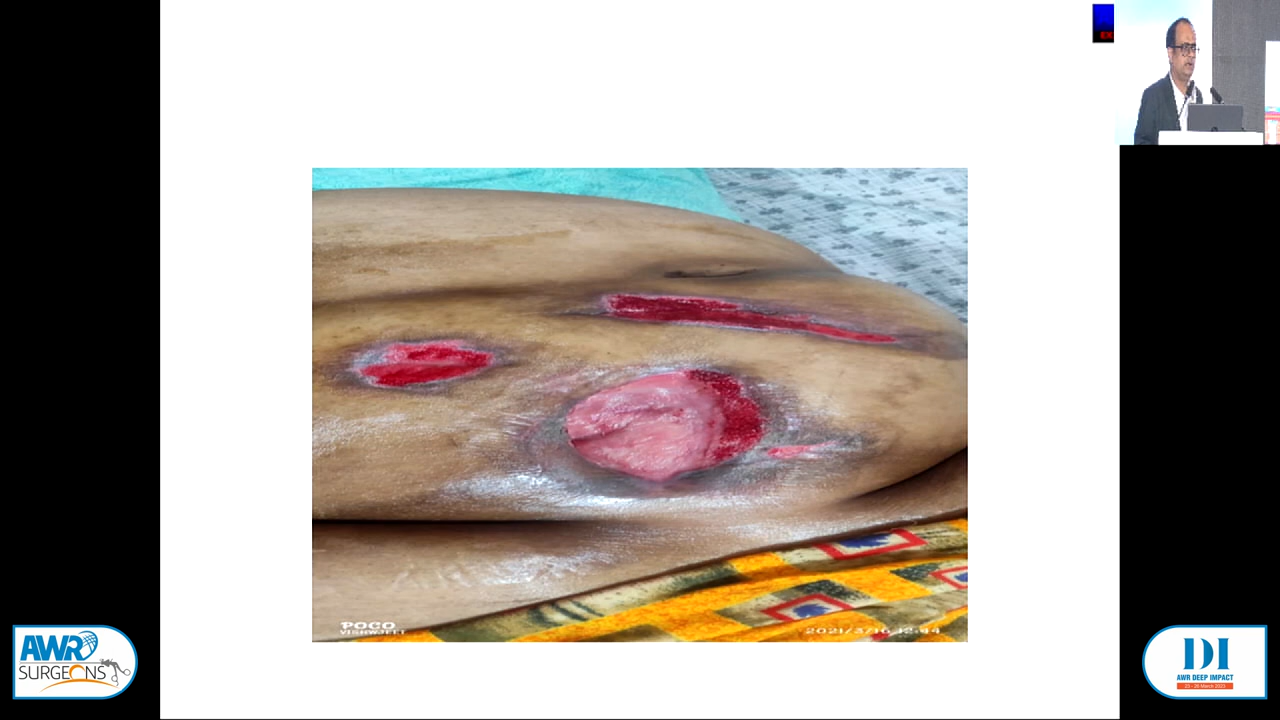 POCO
VISHWJEET
2021/3/16 12:44
AWR
SURGEONS
DI
AWR DEEP IMPACT